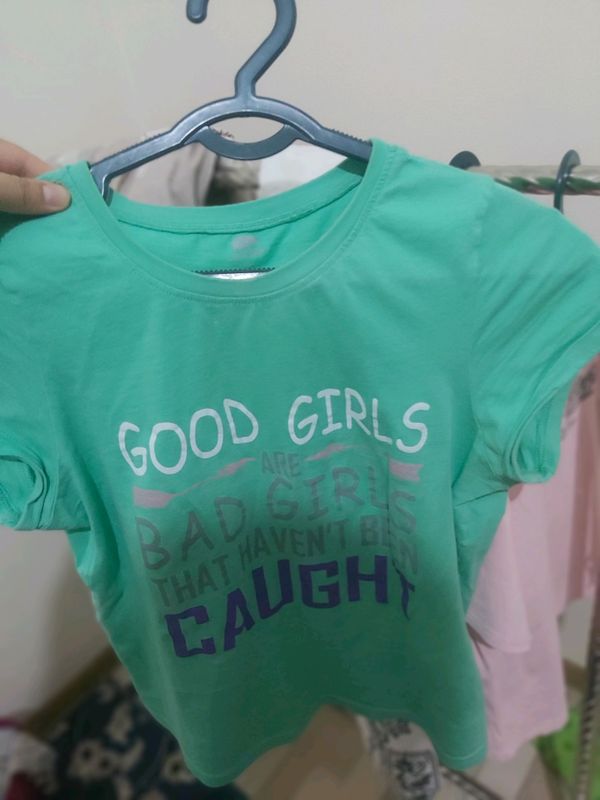 GOOD GIRLS
ARE
BAD GIRLS
THAT HAVEN'T BEEN
CAUGHT